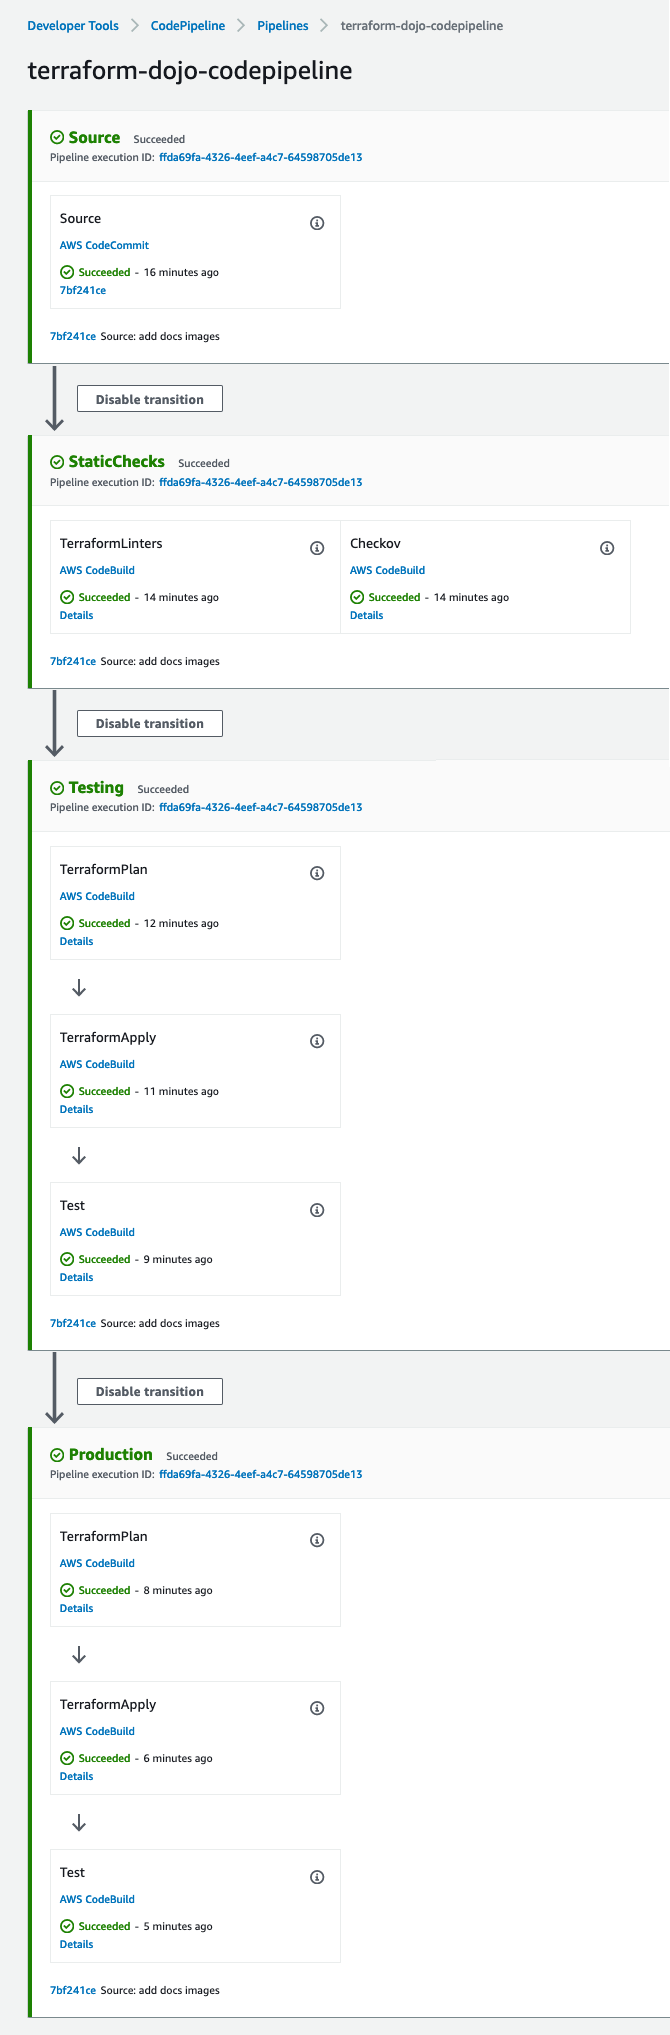 Developer Tools > CodePipeline > Pipelines > terraform-dojo-codepipeline
terraform-dojo-codepipeline
Source Succeeded
Pipeline execution ID: ffda69fa-4326-4eef-a4c7-64598705de13
Source
AWS CodeCommit
Succeeded - 16 minutes ago
7bf241ce
7bf241ce Source: add docs images
Disable transition
StaticChecks Succeeded
Pipeline execution ID: ffda69fa-4326-4eef-a4c7-64598705de13
TerraformLinters
AWS CodeBuild
Succeeded - 14 minutes ago
Details
Checkov
AWS CodeBuild
Succeeded - 14 minutes ago
Details
7bf241ce Source: add docs images
Disable transition
Testing Succeeded
Pipeline execution ID: ffda69fa-4326-4eef-a4c7-64598705de13
TerraformPlan
AWS CodeBuild
Succeeded - 12 minutes ago
Details
TerraformApply
AWS CodeBuild
Succeeded - 11 minutes ago
Details
Test
AWS CodeBuild
Succeeded - 9 minutes ago
Details
7bf241ce Source: add docs images
Disable transition
Production Succeeded
Pipeline execution ID: ffda69fa-4326-4eef-a4c7-64598705de13
TerraformPlan
AWS CodeBuild
Succeeded - 8 minutes ago
Details
TerraformApply
AWS CodeBuild
Succeeded - 6 minutes ago
Details
Test
AWS CodeBuild
Succeeded - 5 minutes ago
Details
7bf241ce Source: add docs images